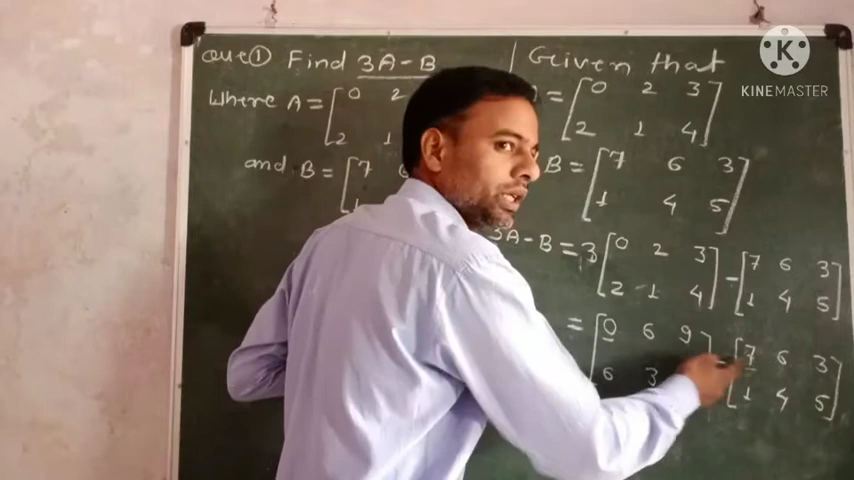 Que① Find 3A-B
Where A = [0 2
2 1
and B = [7
1
Given that
= [0 2 3]
2 1 4
B = [7 6 3]
1 4 5
3A-B = 3[0 2 3] - [7 6 3]
2 1 4 1 4 5
= [0 6 9] [7 6 3]
6 3 1 4 5
K
KINEMASTER